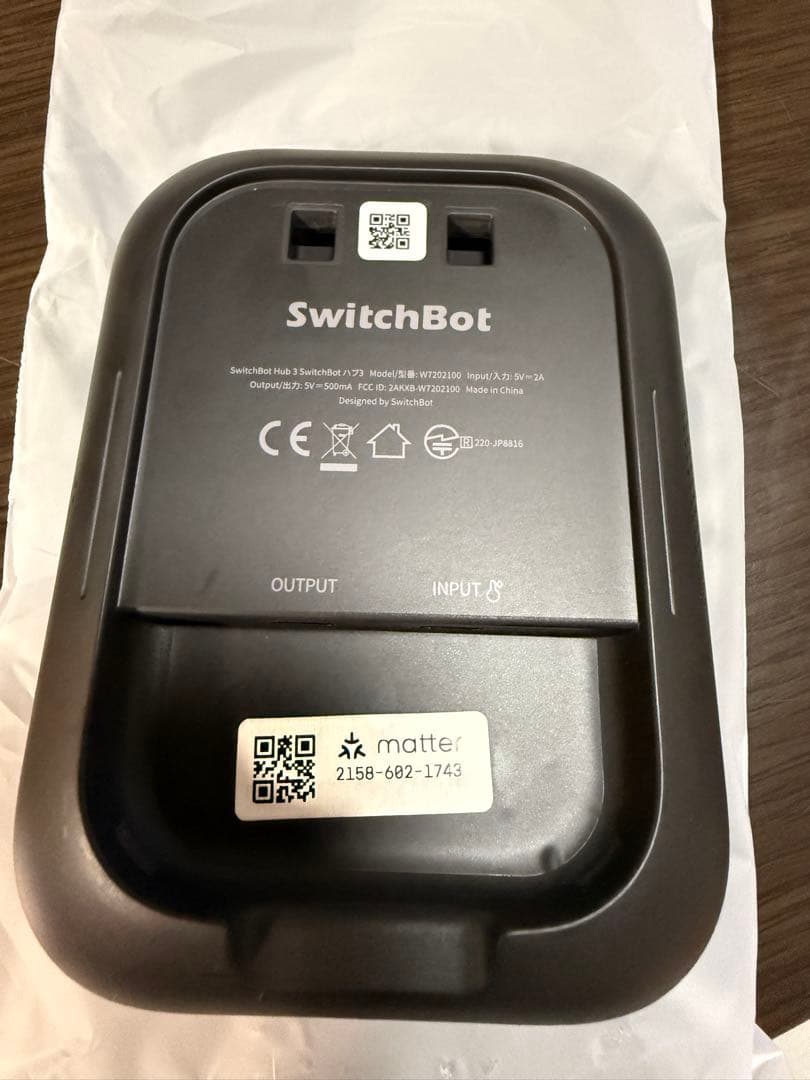 SwitchBot
SwitchBot Hub 3 SwitchBot ハブ3 Model/型番: W7202100 Input/入力: 5V⎓2A
Output/出力: 5V⎓500mA FCC ID: 2AKXB-W7202100 Made in China
Designed by SwitchBot
CE R 220-JP8816
OUTPUT INPUT
matter
2158-602-1743